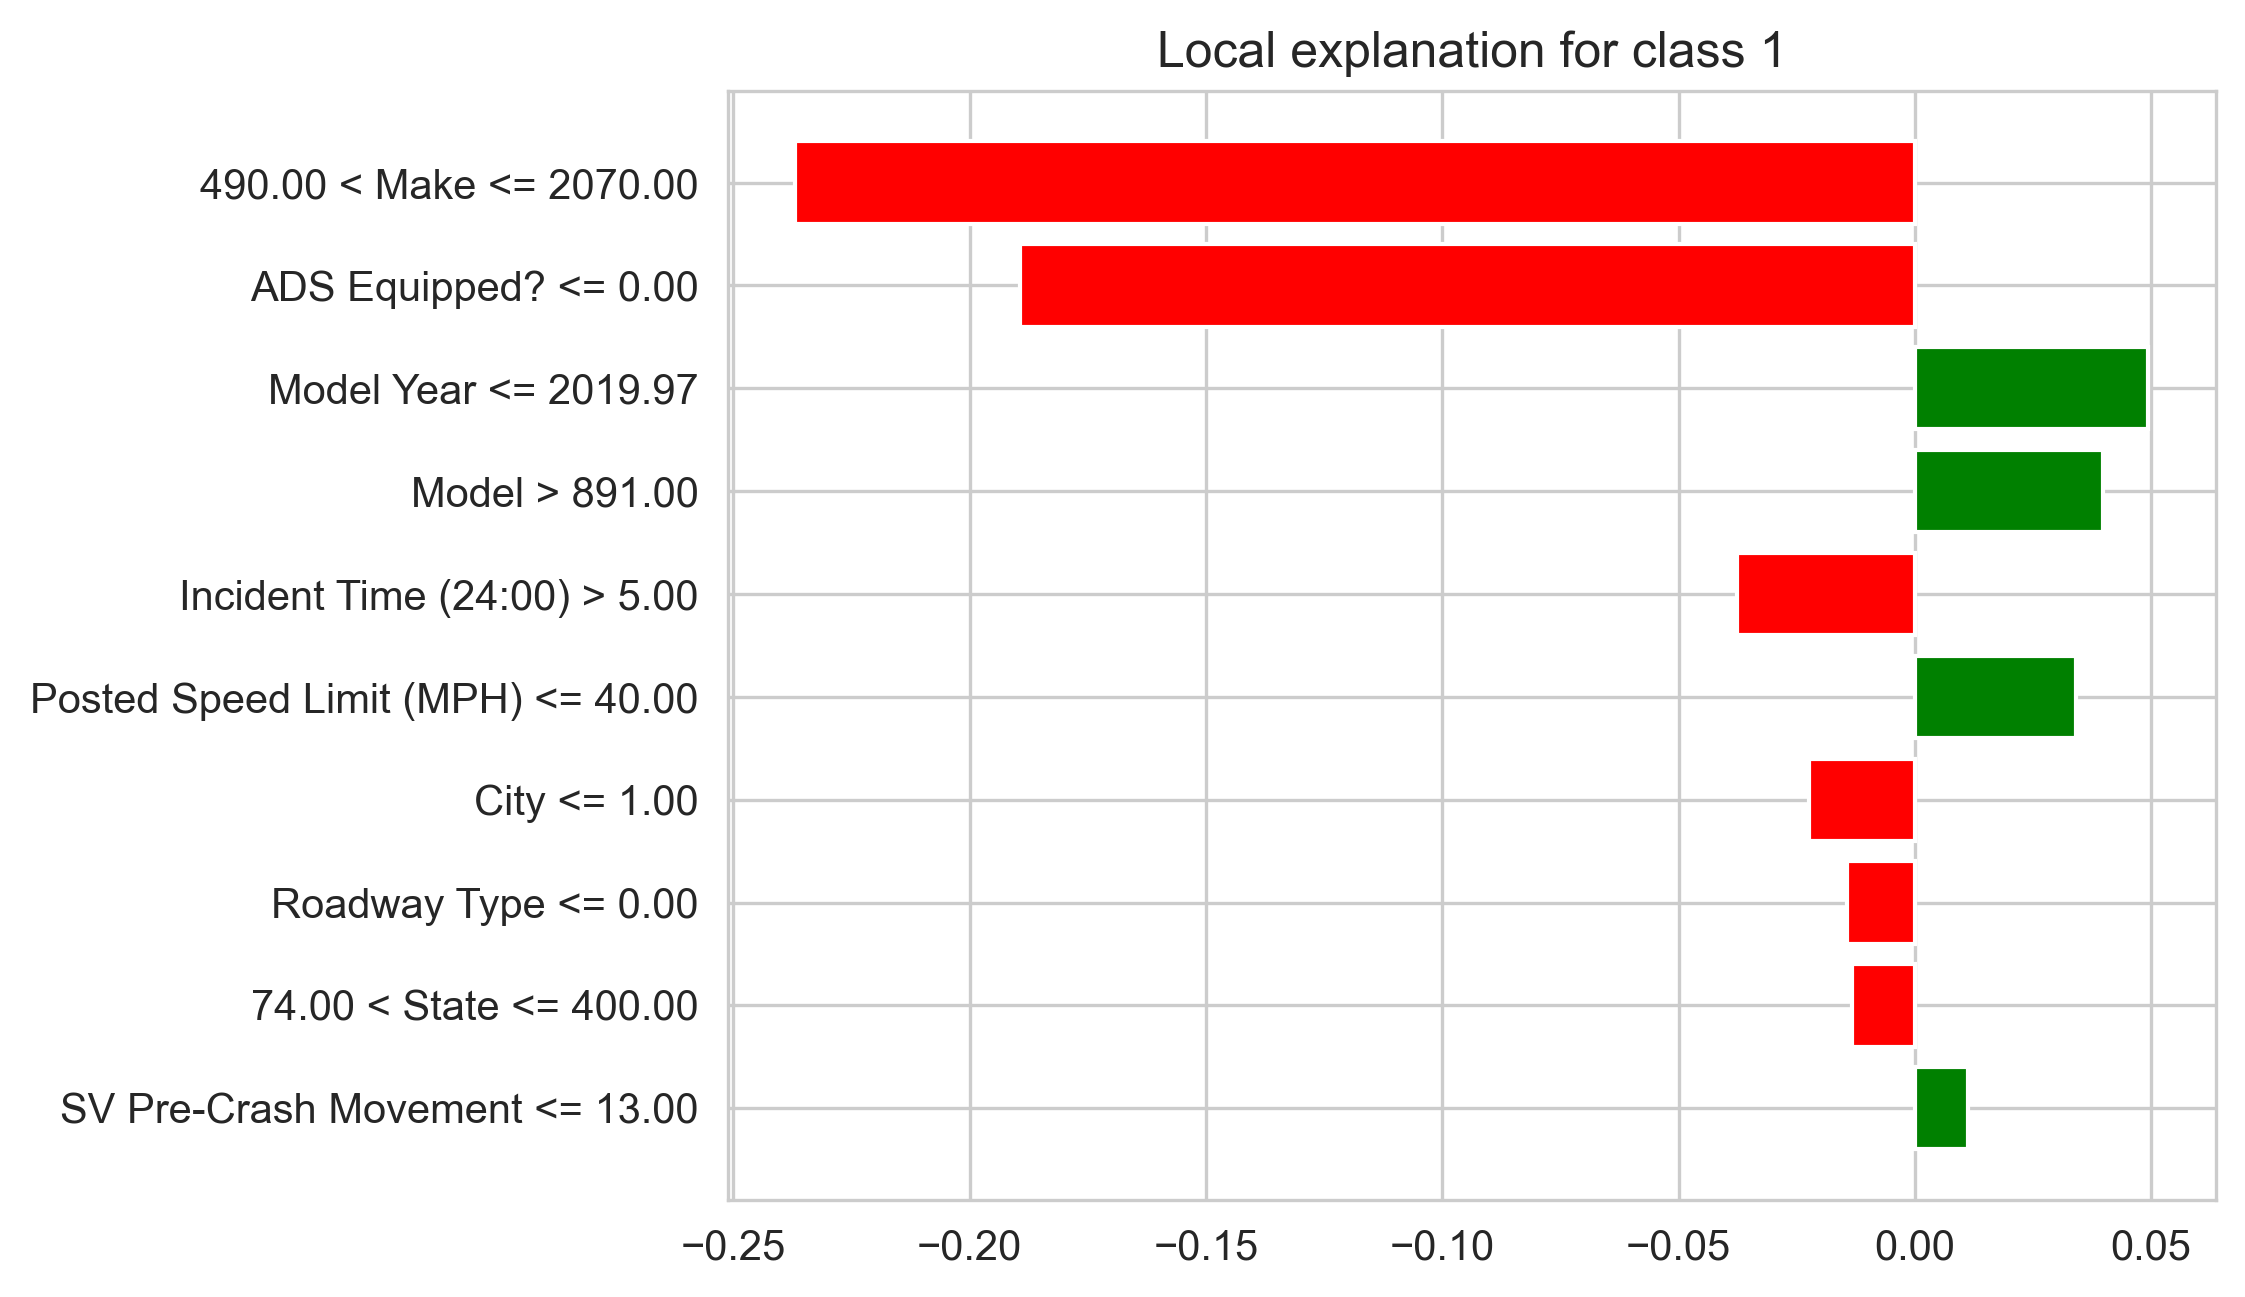 Local explanation for class 1
490.00 < Make <= 2070.00
ADS Equipped? <= 0.00
Model Year <= 2019.97
Model > 891.00
Incident Time (24:00) > 5.00
Posted Speed Limit (MPH) <= 40.00
City <= 1.00
Roadway Type <= 0.00
74.00 < State <= 400.00
SV Pre-Crash Movement <= 13.00
−0.25 −0.20 −0.15 −0.10 −0.05 0.00 0.05